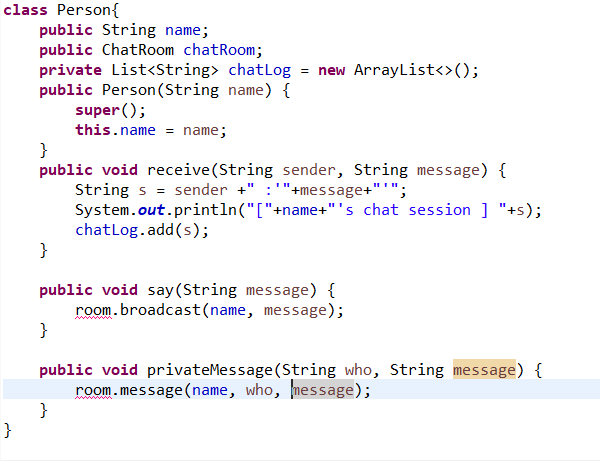 class Person{
    public String name;
    public ChatRoom chatRoom;
    private List<String> chatLog = new ArrayList<>();
    public Person(String name) {
        super();
        this.name = name;
    }
    public void receive(String sender, String message) {
        String s = sender +" :'"+message+"'";
        System.out.println("["+name+"'s chat session ] "+s);
        chatLog.add(s);
    }

    public void say(String message) {
        room.broadcast(name, message);
    }

    public void privateMessage(String who, String message) {
        room.message(name, who, message);
    }
}